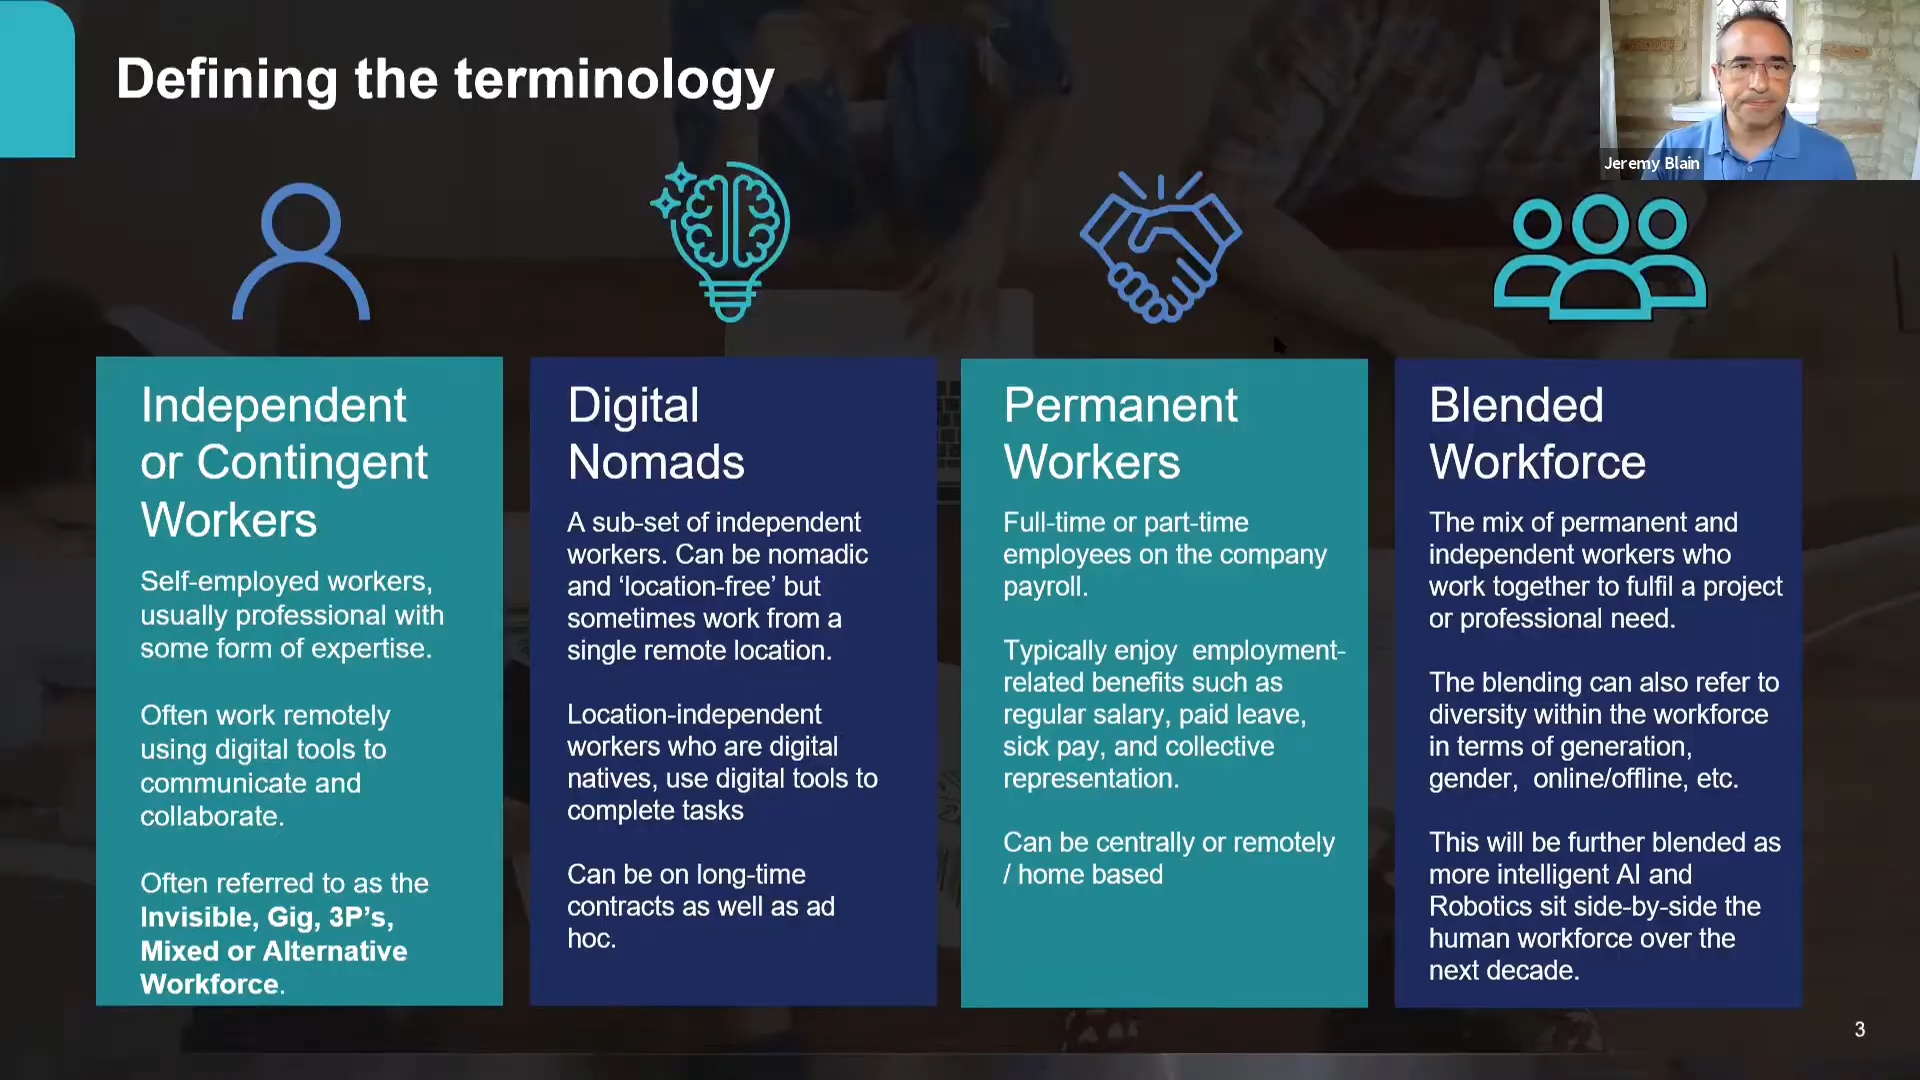 Defining the terminology
Jeremy Blain
Independent
or Contingent
Workers
Self-employed workers,
usually professional with
some form of expertise.
Often work remotely
using digital tools to
communicate and
collaborate.
Often referred to as the
Invisible, Gig, 3P’s,
Mixed or Alternative
Workforce.
Digital
Nomads
A sub-set of independent
workers. Can be nomadic
and ‘location-free’ but
sometimes work from a
single remote location.
Location-independent
workers who are digital
natives, use digital tools to
complete tasks
Can be on long-time
contracts as well as ad
hoc.
Permanent
Workers
Full-time or part-time
employees on the company
payroll.
Typically enjoy  employment-
related benefits such as
regular salary, paid leave,
sick pay, and collective
representation.
Can be centrally or remotely
/ home based
Blended
Workforce
The mix of permanent and
independent workers who
work together to fulfil a project
or professional need.
The blending can also refer to
diversity within the workforce
in terms of generation,
gender,  online/offline, etc.
This will be further blended as
more intelligent AI and
Robotics sit side-by-side the
human workforce over the
next decade.
3